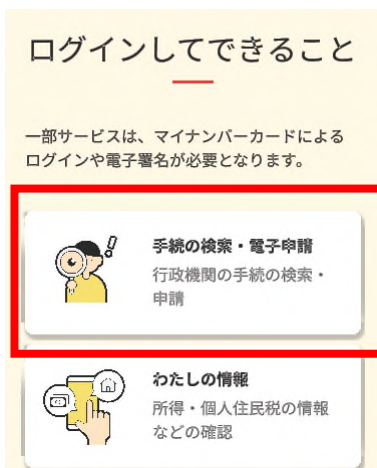 ログインしてできること
一部サービスは、マイナンバーカードによる
ログインや電子署名が必要となります。
手続の検索・電子申請
行政機関の手続の検索・
申請
わたしの情報
所得・個人住民税の情報
などの確認